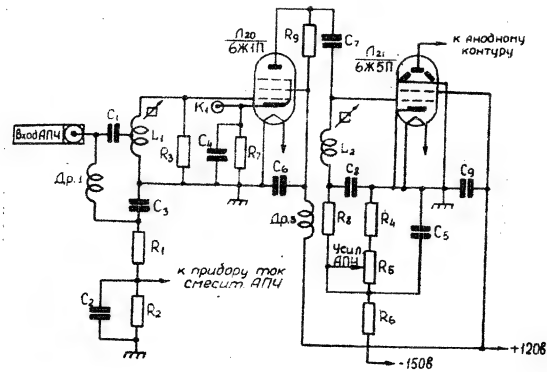 Л20
6Ж1П
R9
C7
Л21
6Ж5П
к анодному
контуру
K1
C1
L1
Вход АПЧ
R3
C4
R7
C6
L2
C8
C9
Др.1
C3
Др.3
R8
R4
C5
Усил.
АПЧ
R5
R1
к прибору ток
смесит. АПЧ
C2
R2
R6
+120в
-150в